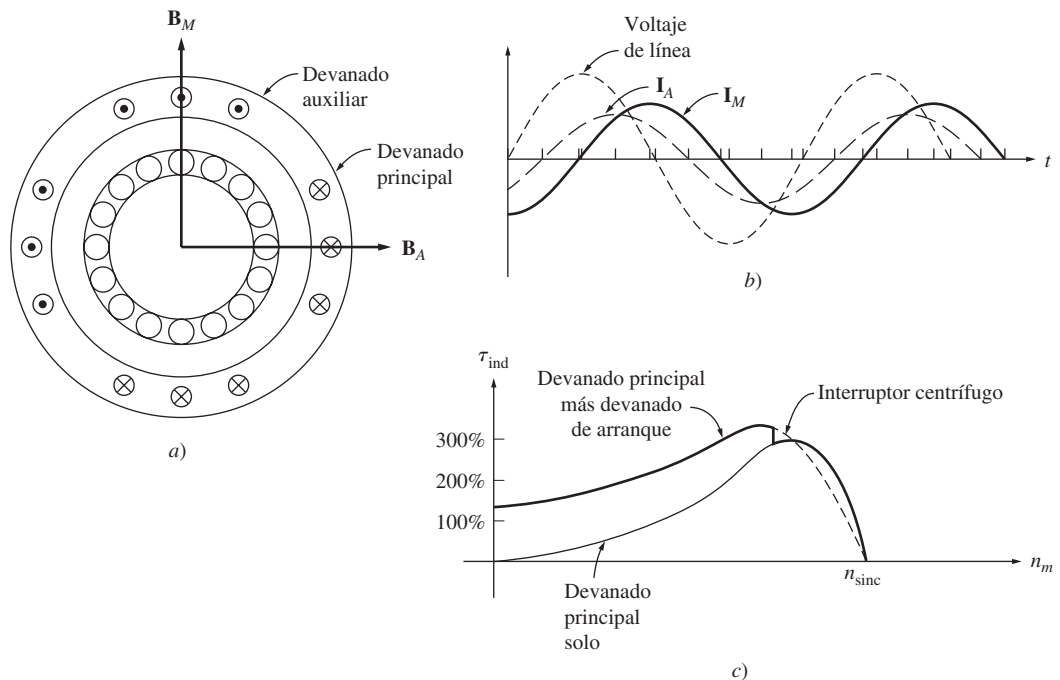 B_M
Devanado
auxiliar
Devanado
principal
B_A
a)
Voltaje
de línea
I_A
I_M
t
b)
τ_ind
Devanado principal
más devanado
de arranque
Interruptor centrífugo
300%
200%
100%
n_sinc
n_m
Devanado
principal
solo
c)